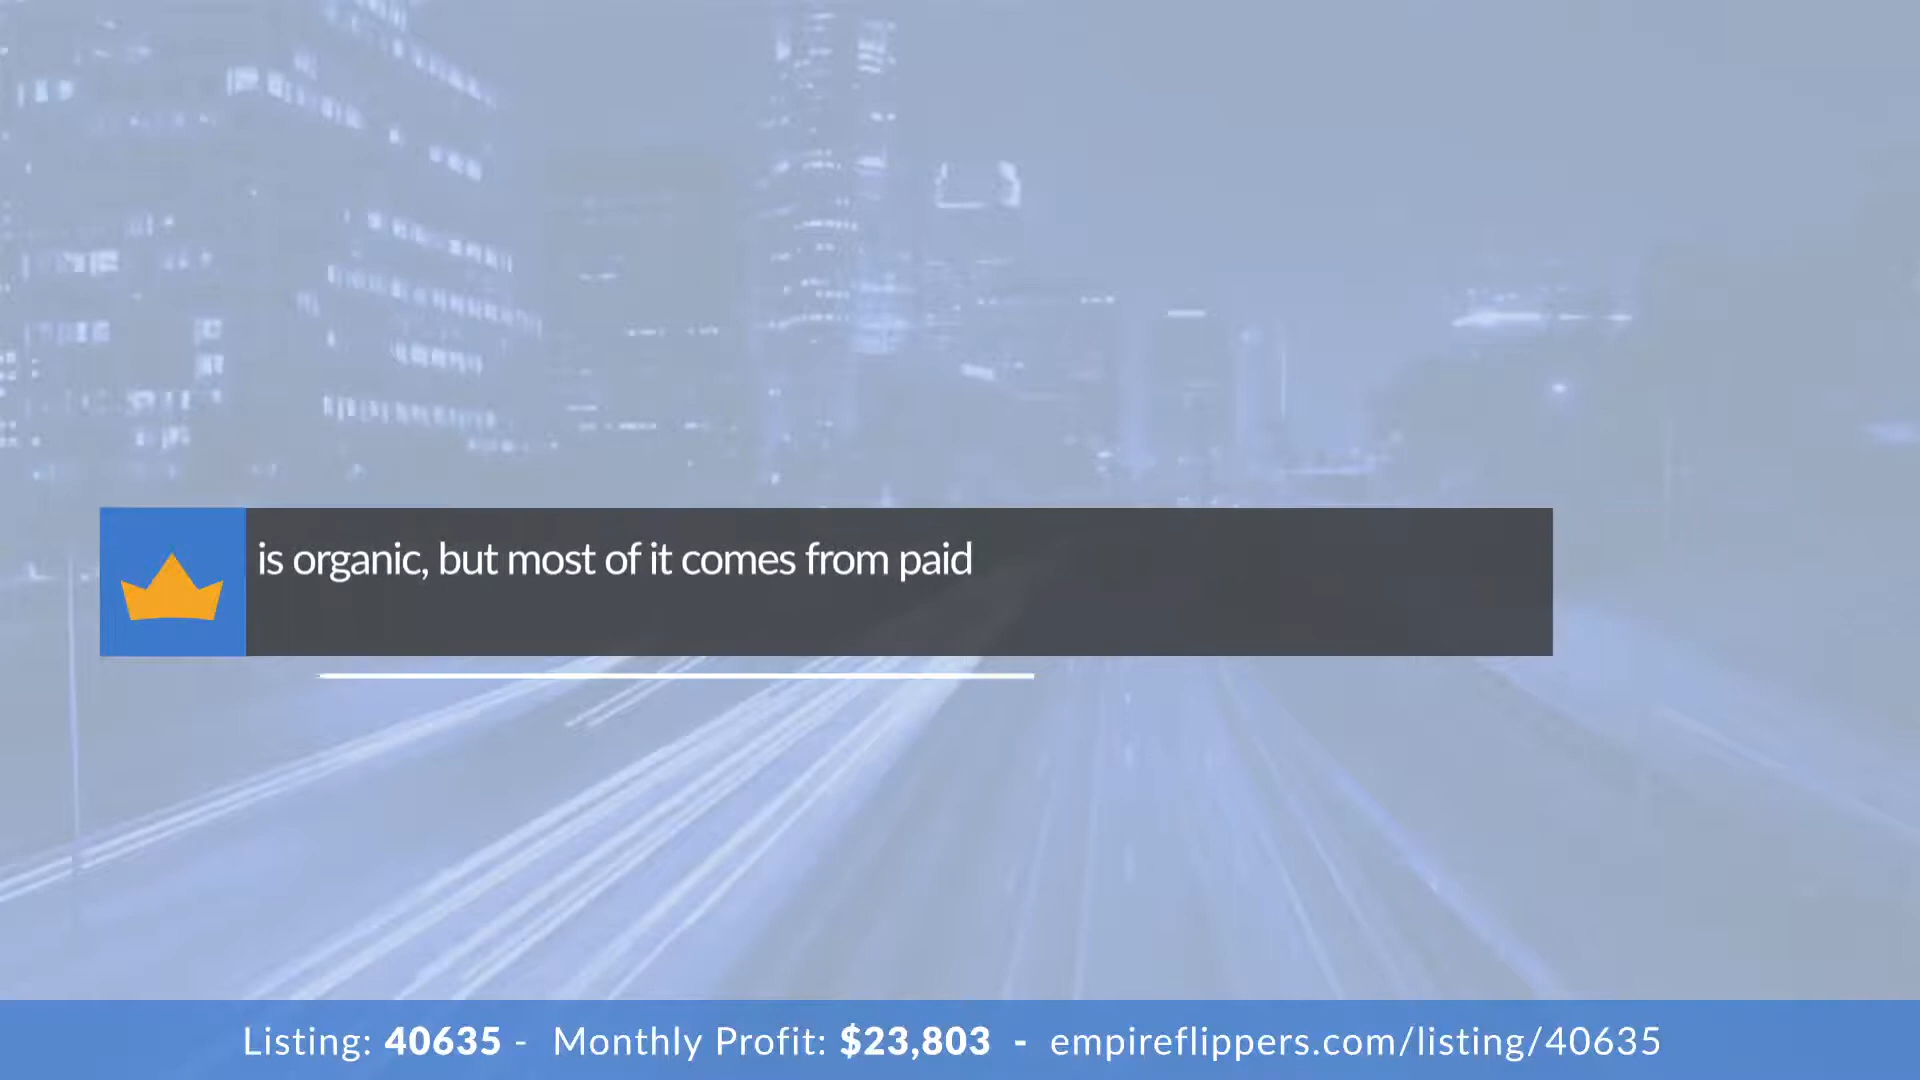 is organic, but most of it comes from paid
Listing: 40635 - Monthly Profit: $23,803 - empireflippers.com/listing/40635